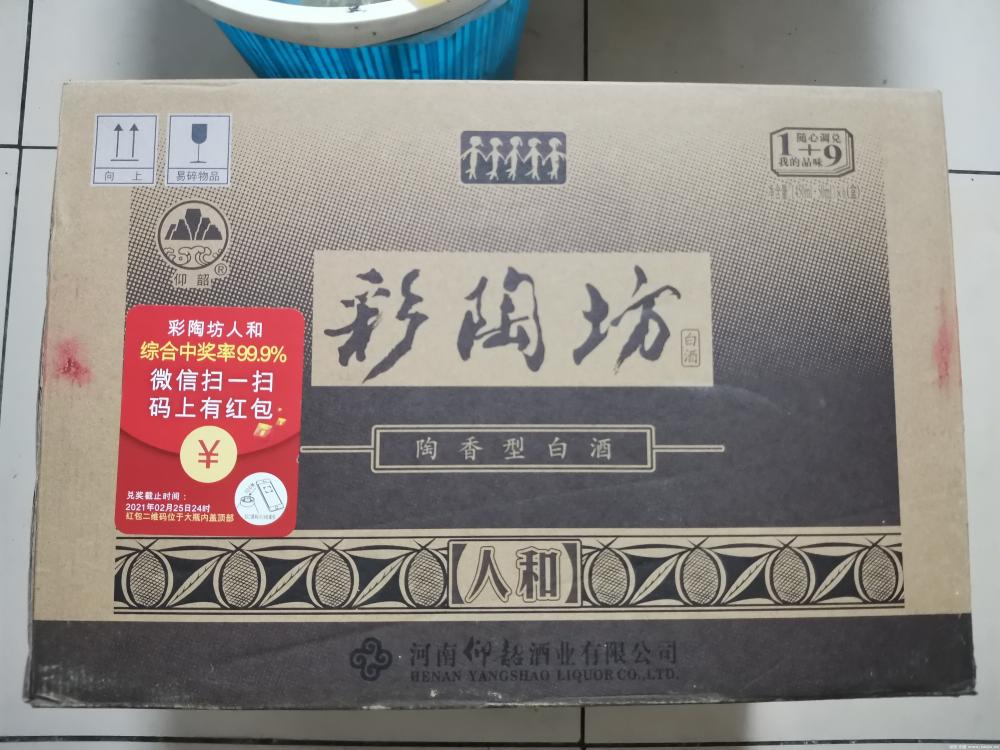 向 上
易碎物品
1+9
随心调兑
我的品味
仰韶®
彩陶坊
白酒
彩陶坊人和
综合中奖率99.9%
微信扫一扫
码上有红包
¥
陶香型白酒
兑奖截止时间：
2021年02月25日24时
红包二维码位于大瓶内盖顶部
人和
河南仰韶酒业有限公司
HENAN YANGSHAO LIQUOR CO.,LTD.